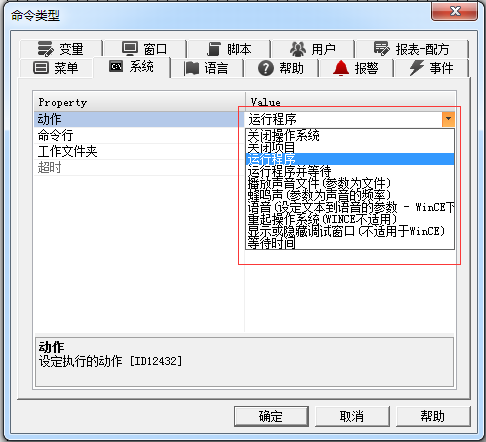 命令类型
变量 窗口 脚本 用户 报表-配方
菜单 系统 语言 帮助 报警 事件
Property Value
动作 运行程序
命令行
工作文件夹
超时
关闭操作系统
关闭项目
运行程序
运行程序并等待
播放声音文件(参数为文件)
蜂鸣声(参数为声音的频率)
语音(设定文本到语音的参数 - WinCE下
重起操作系统(WINCE不适用)
显示或隐藏调试窗口(不适用于WinCE)
等待时间
动作
设定执行的动作 [ID12432]
确定 取消 帮助